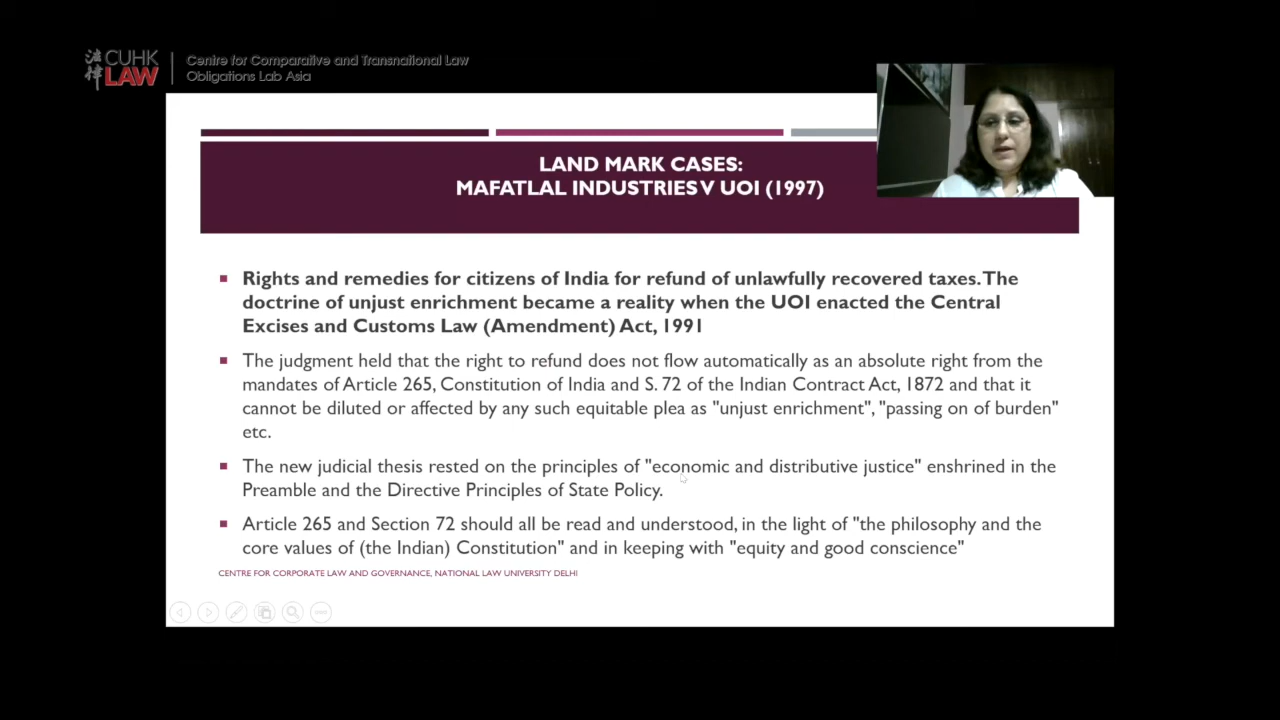 法律 CUHK LAW
Centre for Comparative and Transnational Law
Obligations Lab Asia
LAND MARK CASES:
MAFATLAL INDUSTRIES V UOI (1997)
Rights and remedies for citizens of India for refund of unlawfully recovered taxes. The
doctrine of unjust enrichment became a reality when the UOI enacted the Central
Excises and Customs Law (Amendment) Act, 1991
The judgment held that the right to refund does not flow automatically as an absolute right from the
mandates of Article 265, Constitution of India and S. 72 of the Indian Contract Act, 1872 and that it
cannot be diluted or affected by any such equitable plea as "unjust enrichment", "passing on of burden"
etc.
The new judicial thesis rested on the principles of "economic and distributive justice" enshrined in the
Preamble and the Directive Principles of State Policy.
Article 265 and Section 72 should all be read and understood, in the light of "the philosophy and the
core values of (the Indian) Constitution" and in keeping with "equity and good conscience"
CENTRE FOR CORPORATE LAW AND GOVERNANCE, NATIONAL LAW UNIVERSITY DELHI